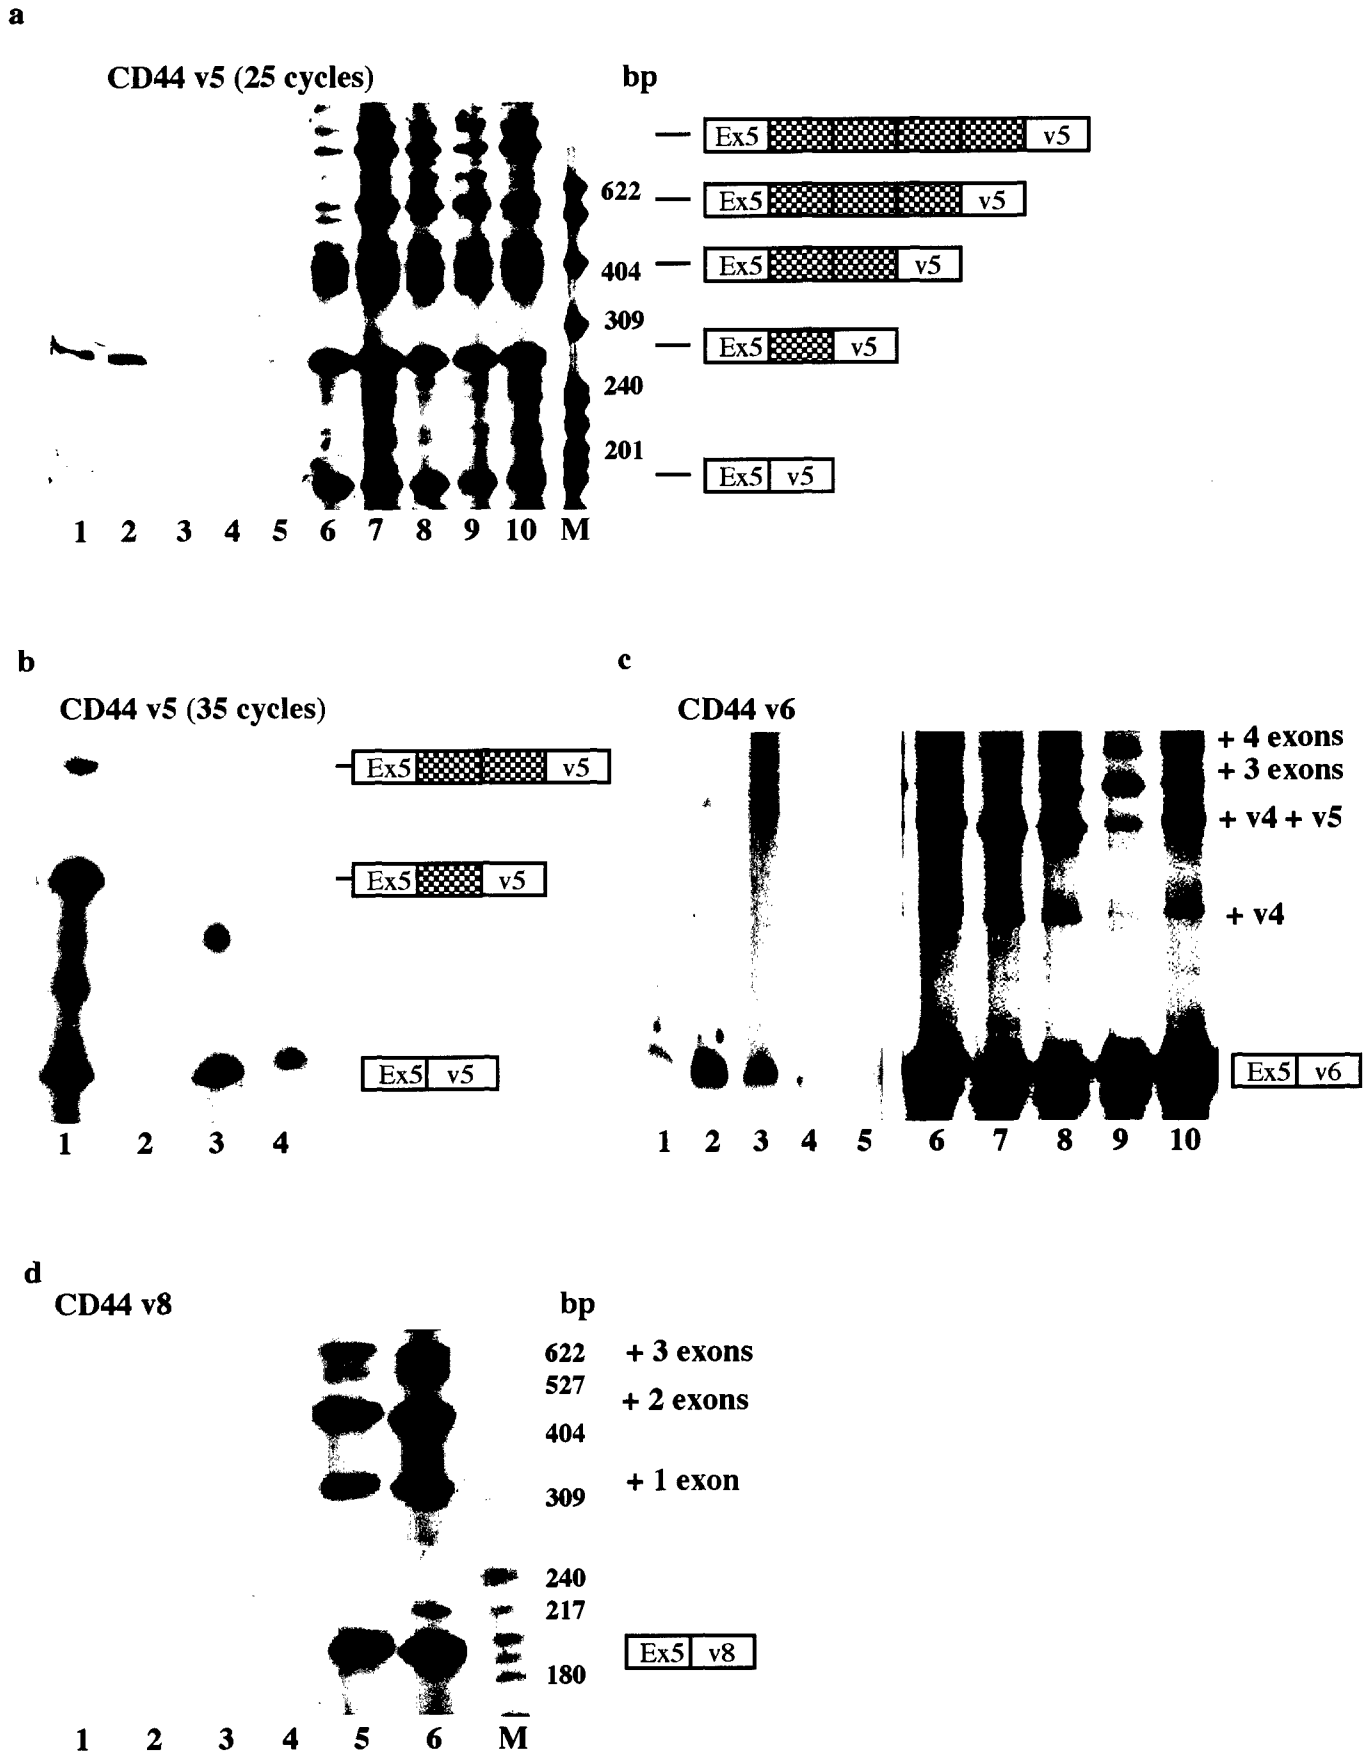 a
CD44 v5 (25 cycles)
bp
Ex5 v5
622
Ex5 v5
404
Ex5 v5
309
Ex5 v5
240
201
Ex5 v5
1 2 3 4 5 6 7 8 9 10 M
b
CD44 v5 (35 cycles)
Ex5 v5
Ex5 v5
Ex5 v5
1 2 3 4
c
CD44 v6
+ 4 exons
+ 3 exons
+ v4 + v5
+ v4
Ex5 v6
1 2 3 4 5 6 7 8 9 10
d
CD44 v8
bp
622 + 3 exons
527
+ 2 exons
404
+ 1 exon
309
240
217
Ex5 v8
180
1 2 3 4 5 6 M